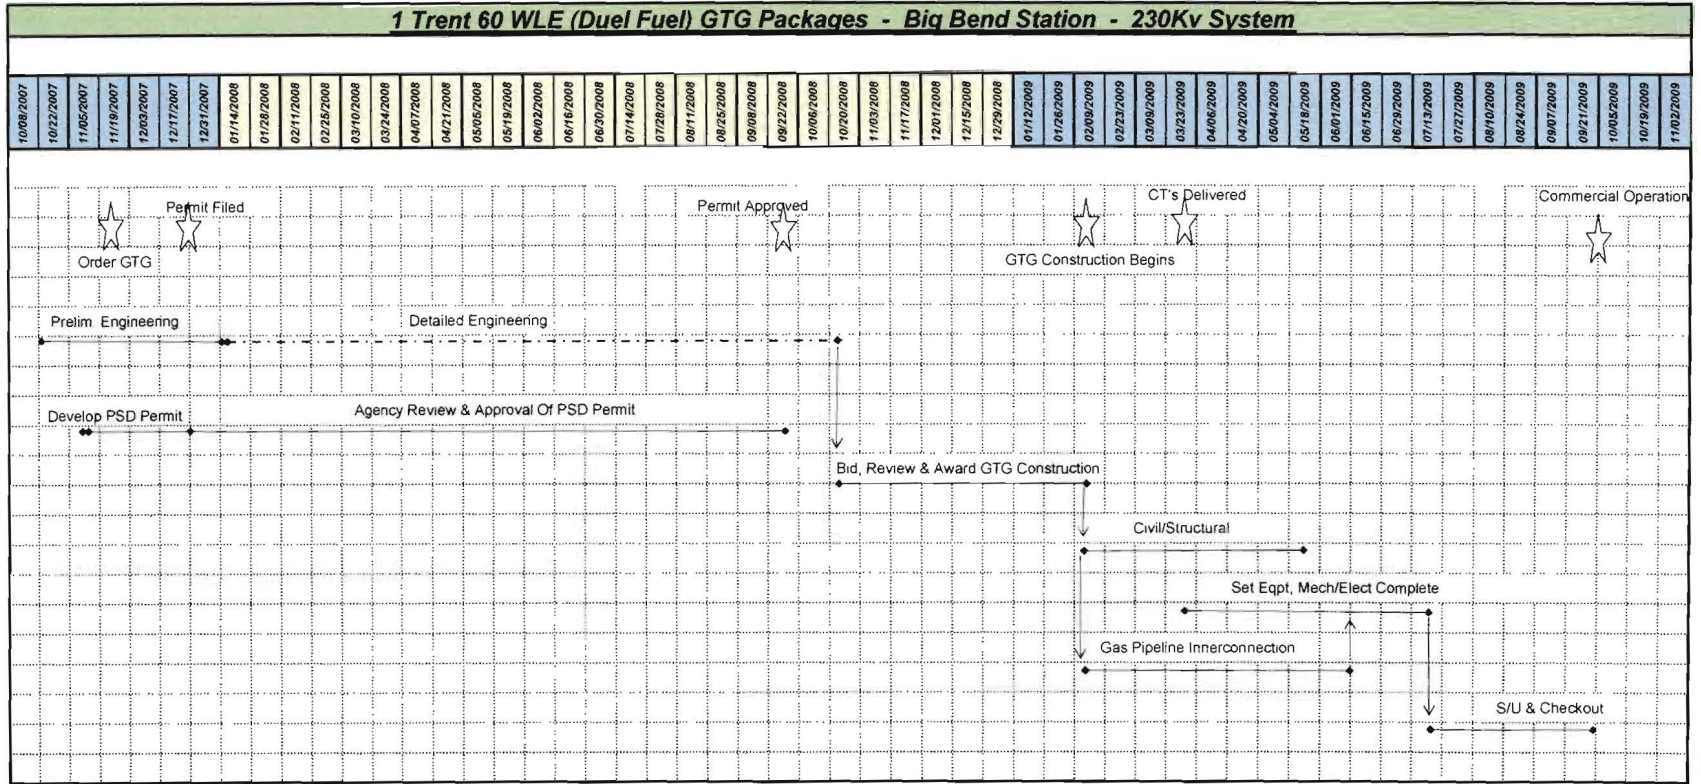 1 Trent 60 WLE (Duel Fuel) GTG Packages - Big Bend Station - 230Kv System
10/08/2007 10/22/2007 11/05/2007 11/19/2007 12/03/2007 12/17/2007 12/31/2007 01/14/2008 01/28/2008 02/11/2008 02/25/2008 03/10/2008 03/24/2008 04/07/2008 04/21/2008 05/05/2008 05/19/2008 06/02/2008 06/16/2008 06/30/2008 07/14/2008 07/28/2008 08/11/2008 08/25/2008 09/08/2008 09/22/2008 10/06/2008 10/20/2008 11/03/2008 11/17/2008 12/01/2008 12/15/2008 12/29/2008 01/12/2009 01/26/2009 02/09/2009 02/23/2009 03/09/2009 03/23/2009 04/06/2009 04/20/2009 05/04/2009 05/18/2009 06/01/2009 06/15/2009 06/29/2009 07/13/2009 07/27/2009 08/10/2009 08/24/2009 09/07/2009 09/21/2009 10/05/2009 10/19/2009 11/02/2009
Permit Filed
Permit Approved
CT's Delivered
Commercial Operation
Order GTG
GTG Construction Begins
Prelim Engineering
Detailed Engineering
Develop PSD Permit
Agency Review & Approval Of PSD Permit
Bid, Review & Award GTG Construction
Civil/Structural
Set Eqpt, Mech/Elect Complete
Gas Pipeline Innerconnection
S/U & Checkout